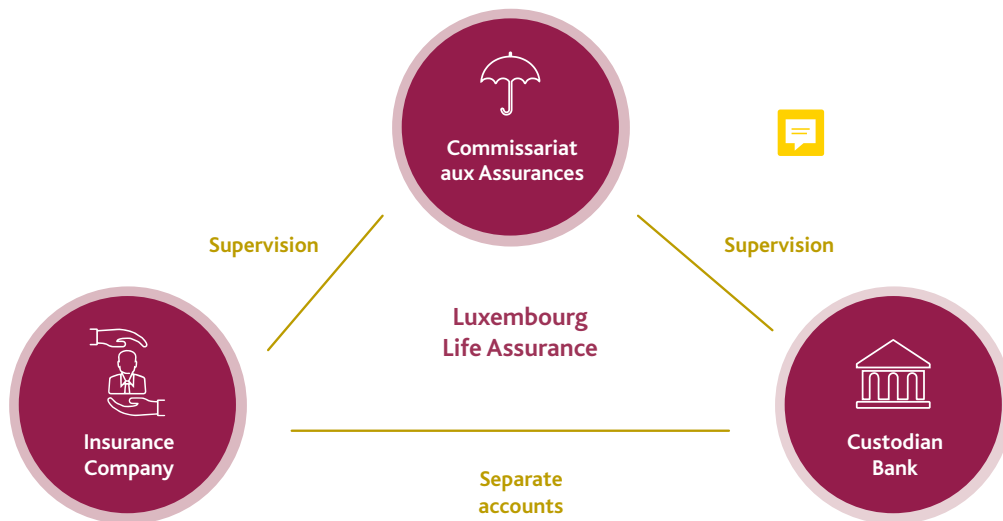 Commissariat
aux Assurances
Supervision
Supervision
Luxembourg
Life Assurance
Insurance
Company
Custodian
Bank
Separate
accounts